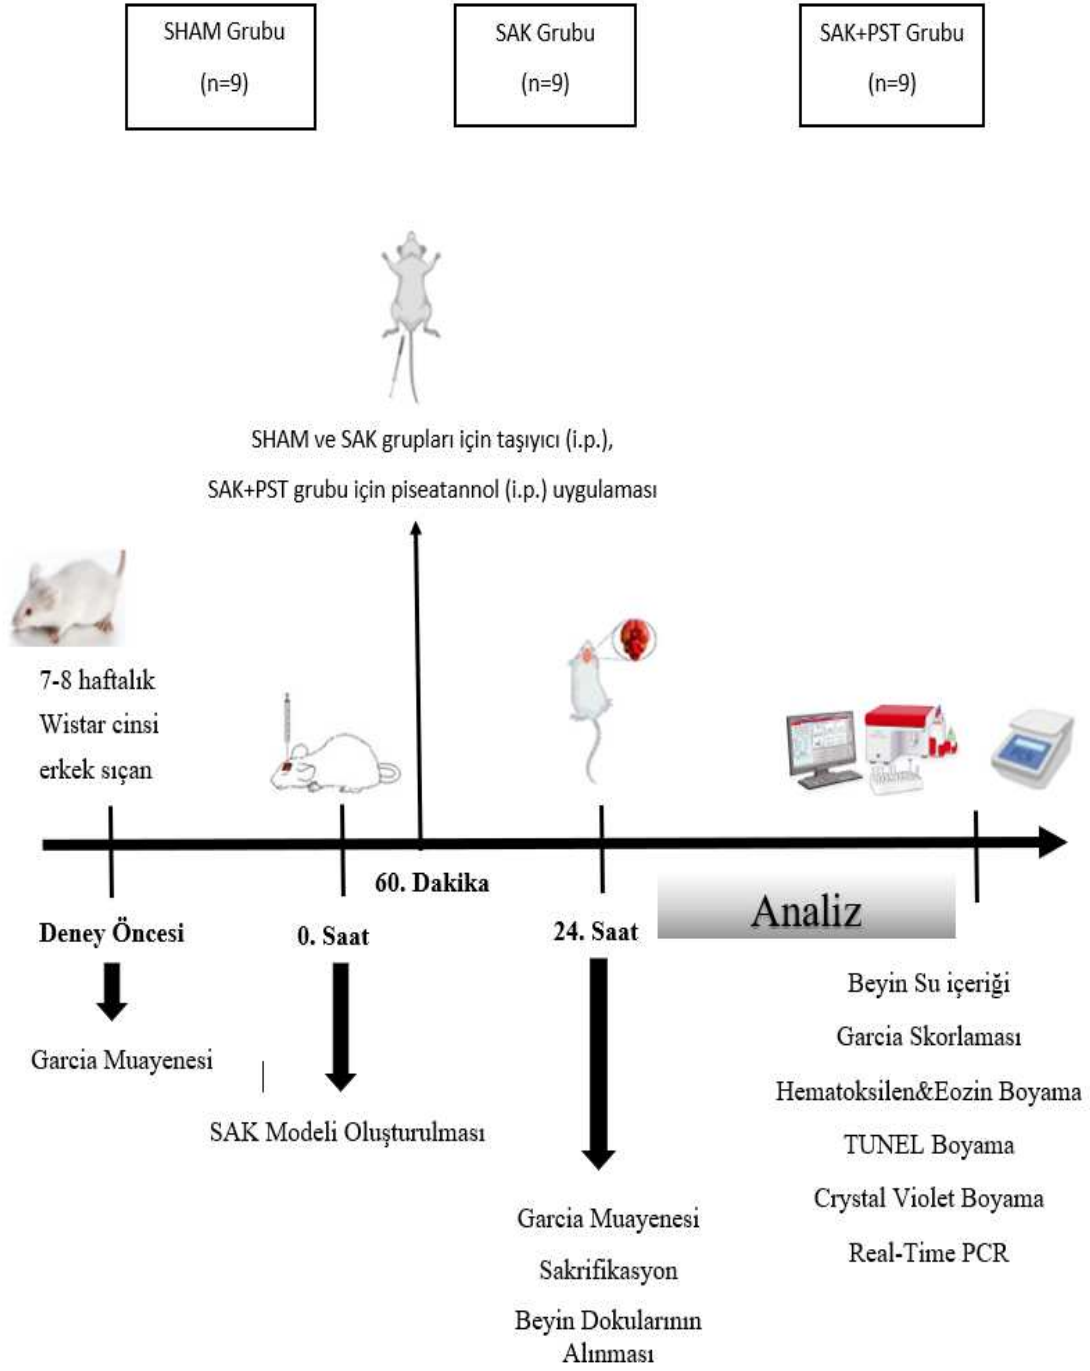 SHAM Grubu
(n=9)
SAK Grubu
(n=9)
SAK+PST Grubu
(n=9)
SHAM ve SAK grupları için taşıyıcı (i.p.),
SAK+PST grubu için piseatannol (i.p.) uygulaması
7-8 haftalık
Wistar cinsi
erkek sıçan
60. Dakika
Deney Öncesi
0. Saat
24. Saat
Analiz
Garcia Muayenesi
SAK Modeli Oluşturulması
Garcia Muayenesi
Sakrifikasyon
Beyin Dokularının
Alınması
Beyin Su içeriği
Garcia Skorlaması
Hematoksilen&Eozin Boyama
TUNEL Boyama
Crystal Violet Boyama
Real-Time PCR